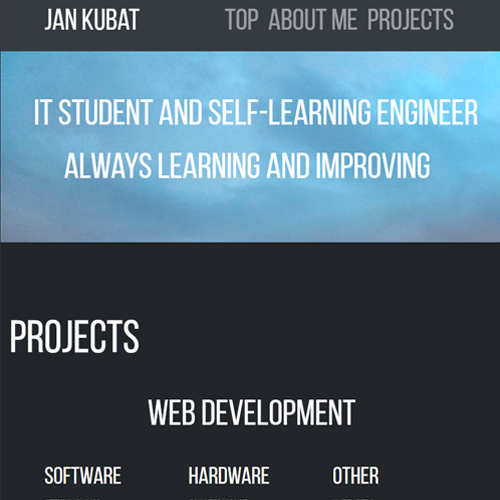 JAN KUBAT TOP ABOUT ME PROJECTS
IT STUDENT AND SELF-LEARNING ENGINEER
ALWAYS LEARNING AND IMPROVING
PROJECTS
WEB DEVELOPMENT
SOFTWARE HARDWARE OTHER